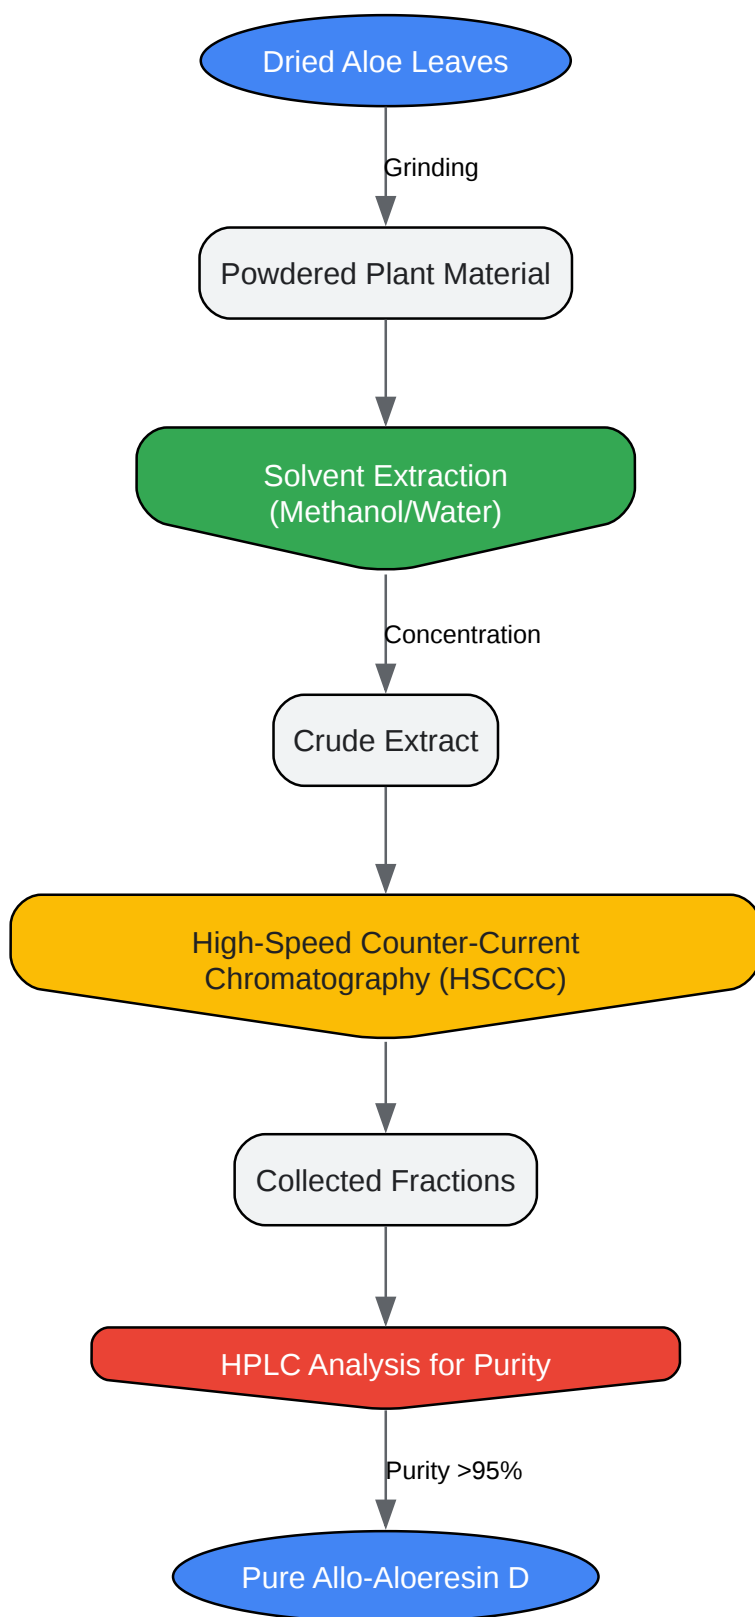 Dried Aloe Leaves
Grinding
Powdered Plant Material
Solvent Extraction
(Methanol/Water)
Concentration
Crude Extract
High-Speed Counter-Current
Chromatography (HSCCC)
Collected Fractions
HPLC Analysis for Purity
Purity >95%
Pure Allo-Aloeresin D